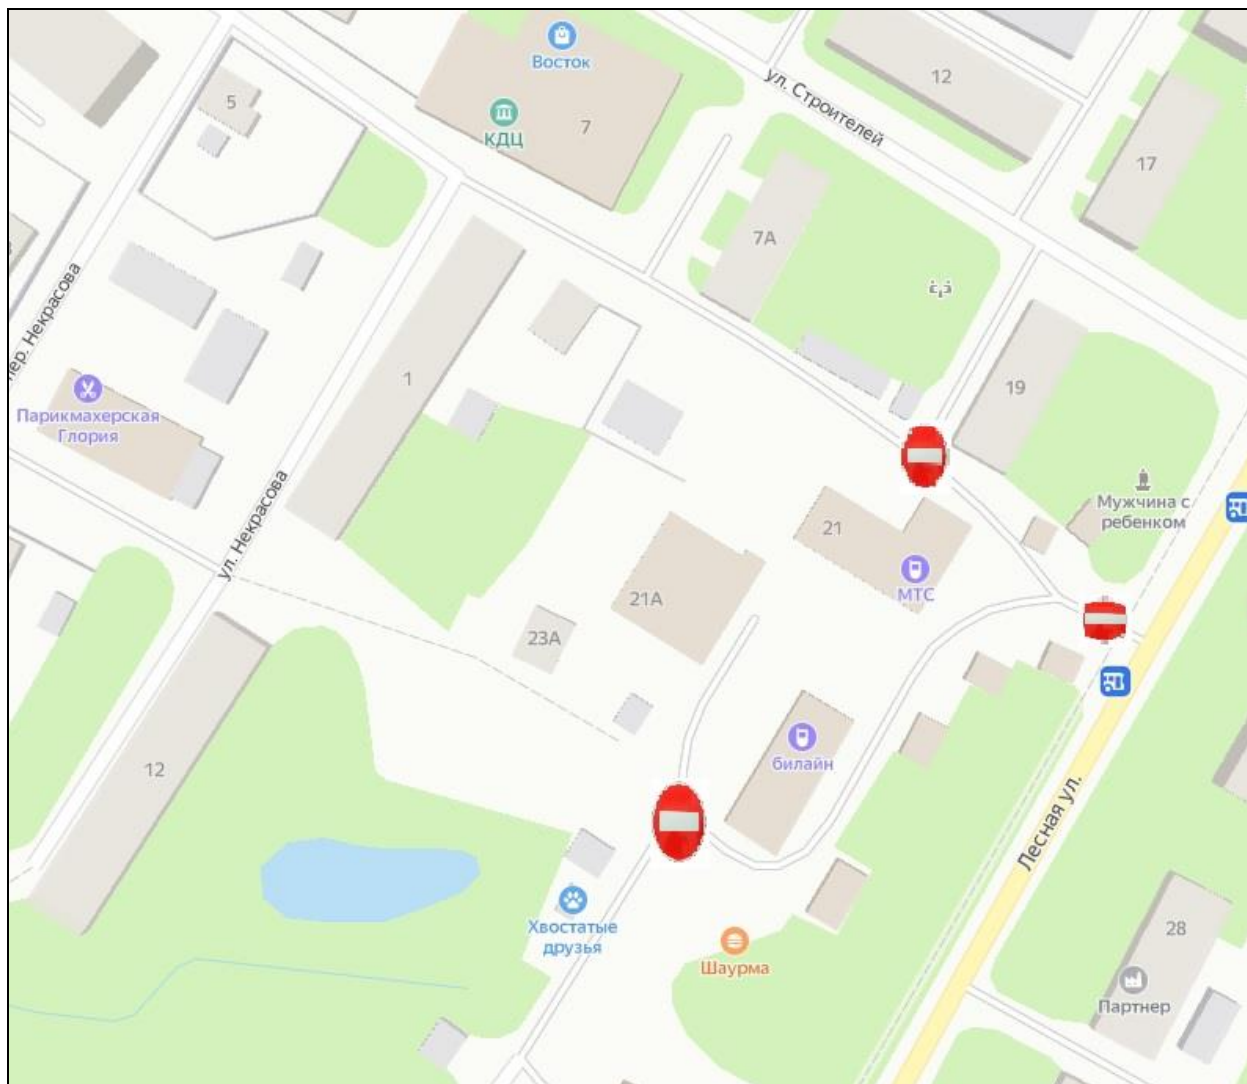 Восток
12
5
КДЦ
7
ул. Строителей
17
7А
пер. Некрасова
1
19
Парикмахерская
Глория
Мужчина с
ребенком
ул. Некрасова
21
МТС
21А
23А
билайн
12
Лесная ул.
Хвостатые
друзья
Шаурма
28
Партнер